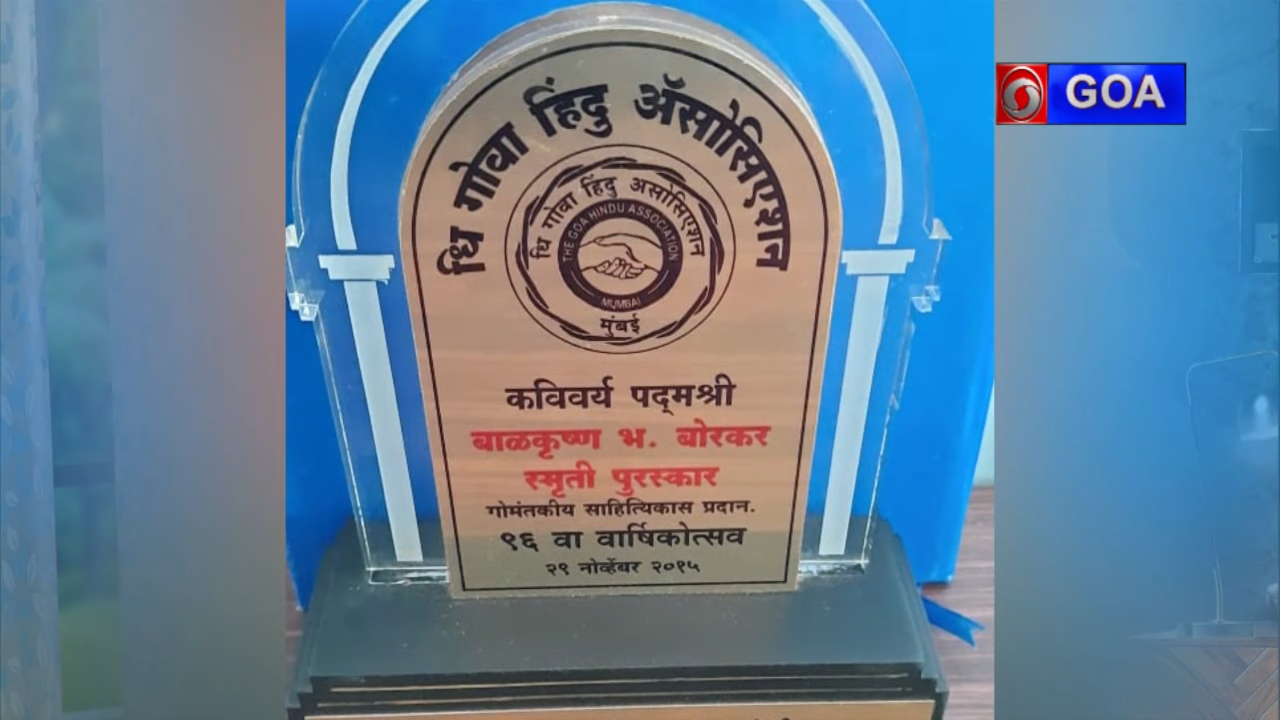 GOA
धि गोवा हिंदु ॲसोसिएशन
धि गोवा हिंदु असोसिएशन
THE GOA HINDU ASSOCIATION
MUMBAI
मुंबई
कविवर्य पद्मश्री
बाळकृष्ण भ. बोरकर
स्मृती पुरस्कार
गोमंतकीय साहित्यिकास प्रदान.
९६ वा वार्षिकोत्सव
२९ नोव्हेंबर २०१५